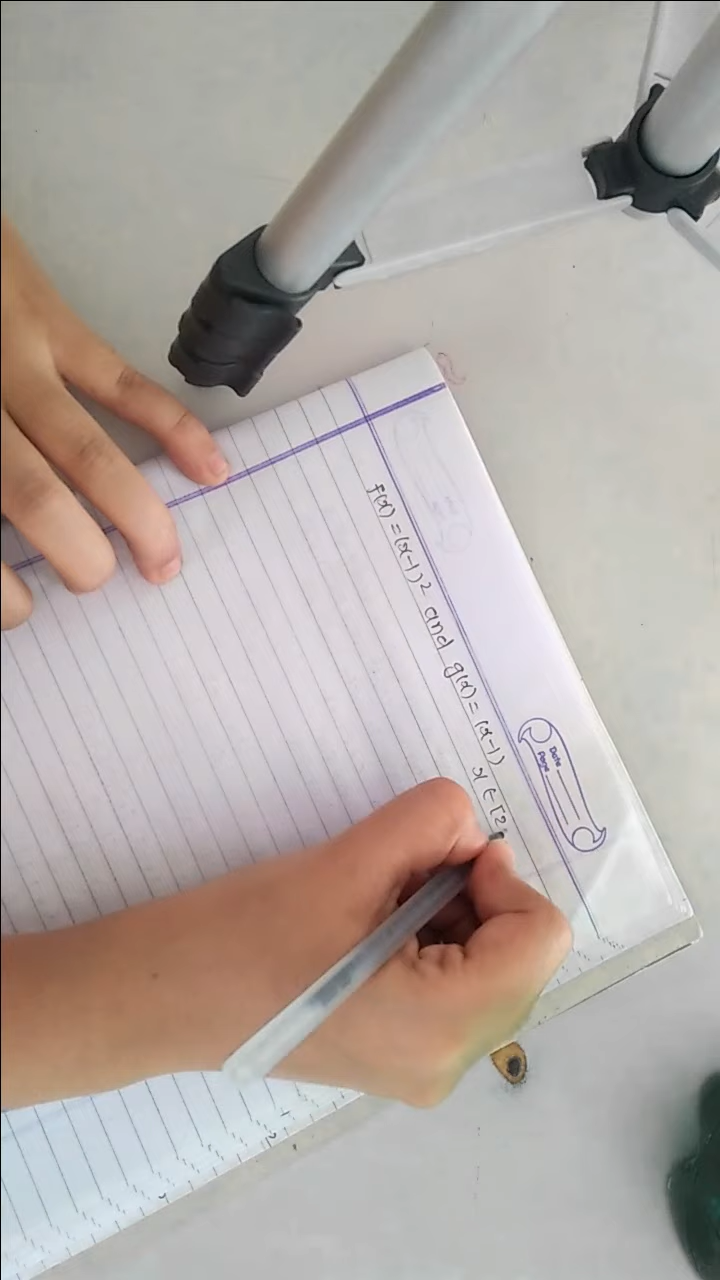 f(x) = (x-1)² and g(x) = (x-1)
x ∈ [2,
Date
Page